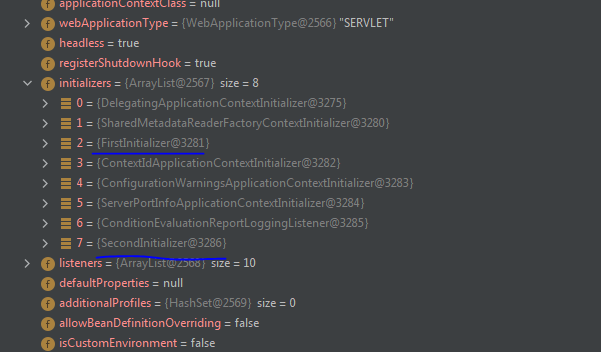 applicationContextClass = null
webApplicationType = {WebApplicationType@2566} "SERVLET"
headless = true
registerShutdownHook = true
initializers = {ArrayList@2567} size = 8
0 = {DelegatingApplicationContextInitializer@3275}
1 = {SharedMetadataReaderFactoryContextInitializer@3280}
2 = {FirstInitializer@3281}
3 = {ContextIdApplicationContextInitializer@3282}
4 = {ConfigurationWarningsApplicationContextInitializer@3283}
5 = {ServerPortInfoApplicationContextInitializer@3284}
6 = {ConditionEvaluationReportLoggingListener@3285}
7 = {SecondInitializer@3286}
listeners = {ArrayList@2568} size = 10
defaultProperties = null
additionalProfiles = {HashSet@2569} size = 0
allowBeanDefinitionOverriding = false
isCustomEnvironment = false